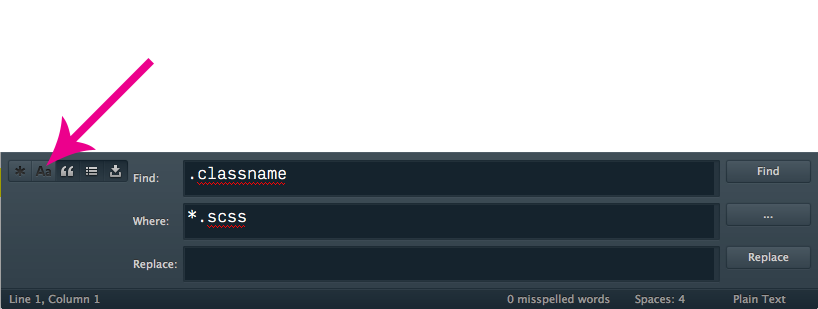 Aa
Find:
.classname
Find
Where:
*.scss
...
Replace:
Replace
Line 1, Column 1
0 misspelled words
Spaces: 4
Plain Text